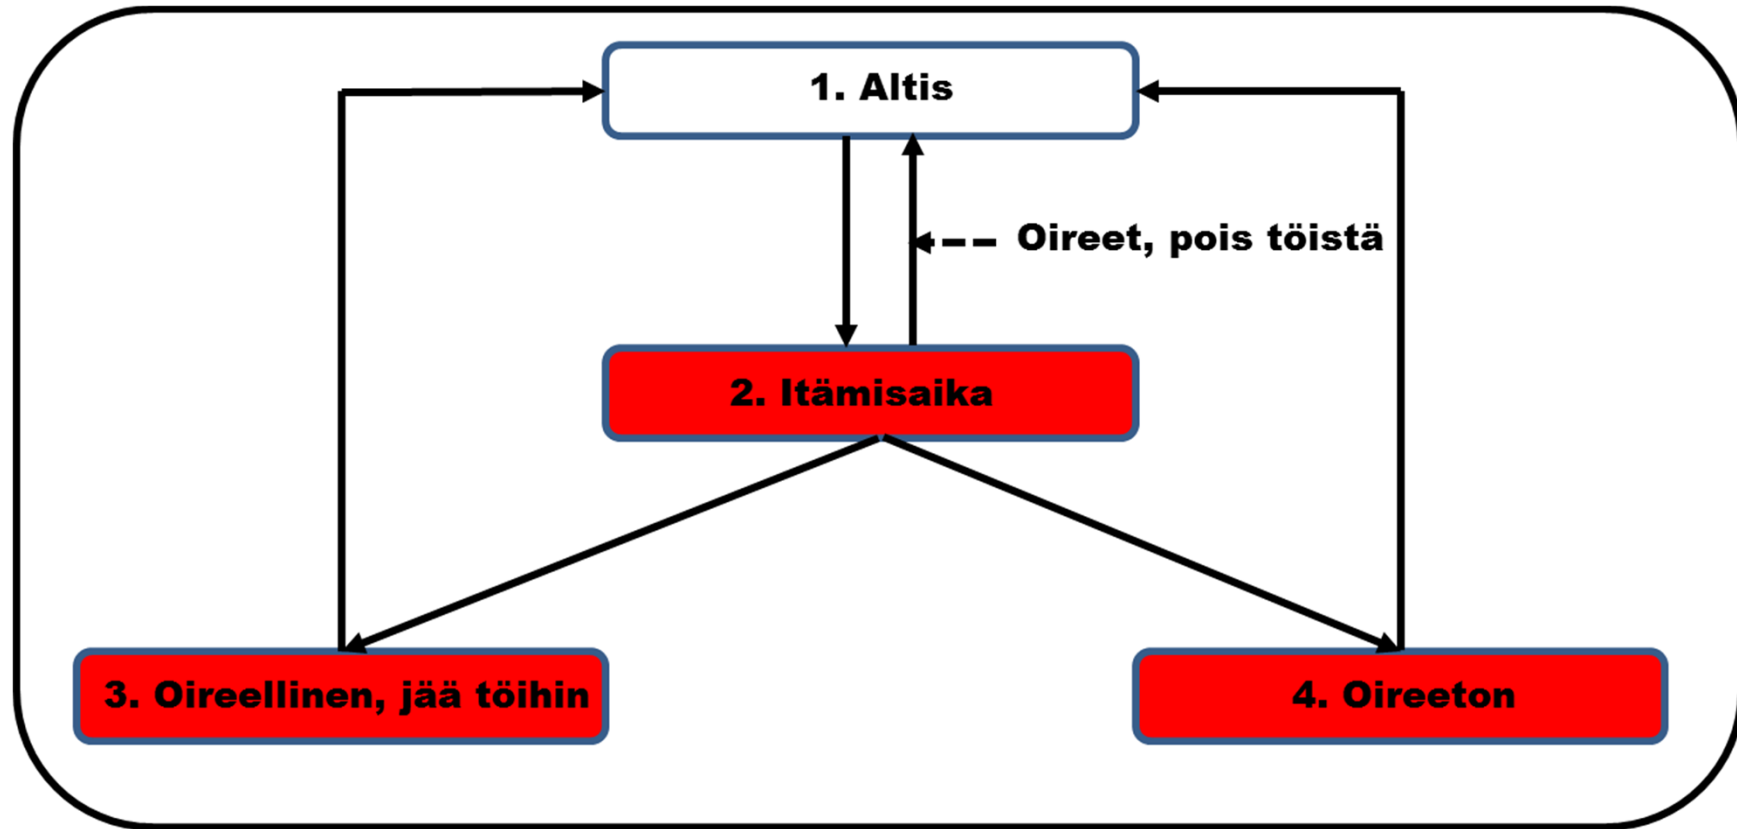 1. Altis
Oireet, pois töistä
2. Itämisaika
3. Oireellinen, jää töihin
4. Oireeton